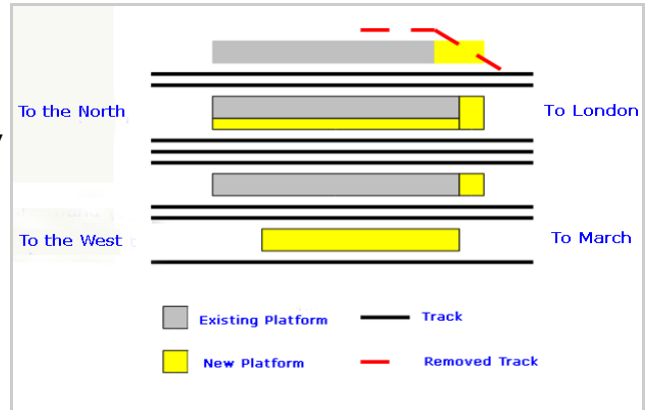 To the North
To London
To the West
To March
Existing Platform
Track
New Platform
Removed Track